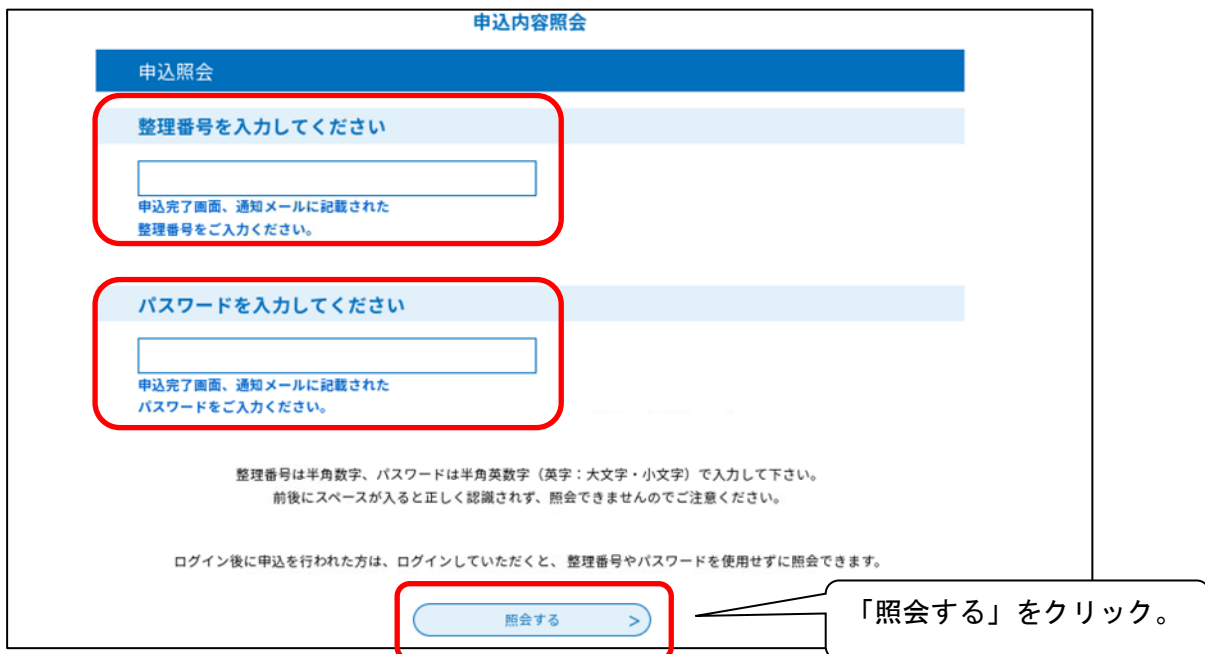 申込内容照会
申込照会
整理番号を入力してください
申込完了画面、通知メールに記載された
整理番号をご入力ください。
パスワードを入力してください
申込完了画面、通知メールに記載された
パスワードをご入力ください。
整理番号は半角数字、パスワードは半角英数字（英字：大文字・小文字）で入力して下さい。
前後にスペースが入ると正しく認識されず、照会できませんのでご注意ください。
ログイン後に申込を行われた方は、ログインしていただくと、整理番号やパスワードを使用せずに照会できます。
照会する >
「照会する」をクリック。